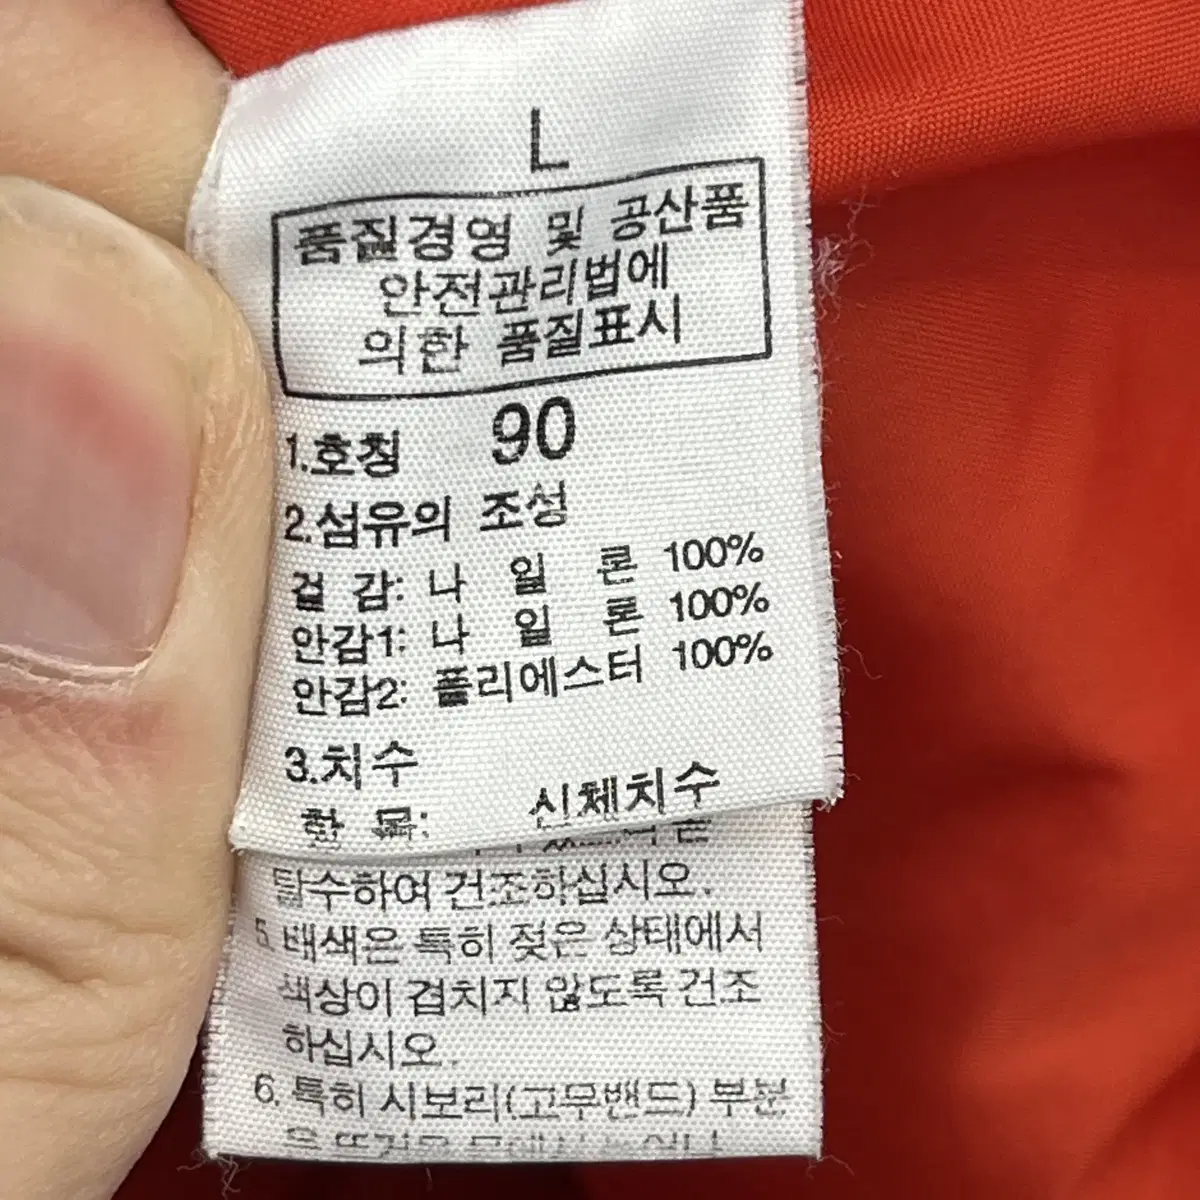 L
품질경영 및 공산품
안전관리법에
의한 품질표시
1.호칭 90
2.섬유의 조성
겉 감: 나 일 론 100%
안감1: 나 일 론 100%
안감2: 폴리에스터 100%
3.치수
항 목: 신체치수
탈수하여 건조하십시오.
5. 배색은 특히 젖은 상태에서
색상이 겹치지 않도록 건조
하십시오.
6. 특히 시보리(고무밴드) 부분